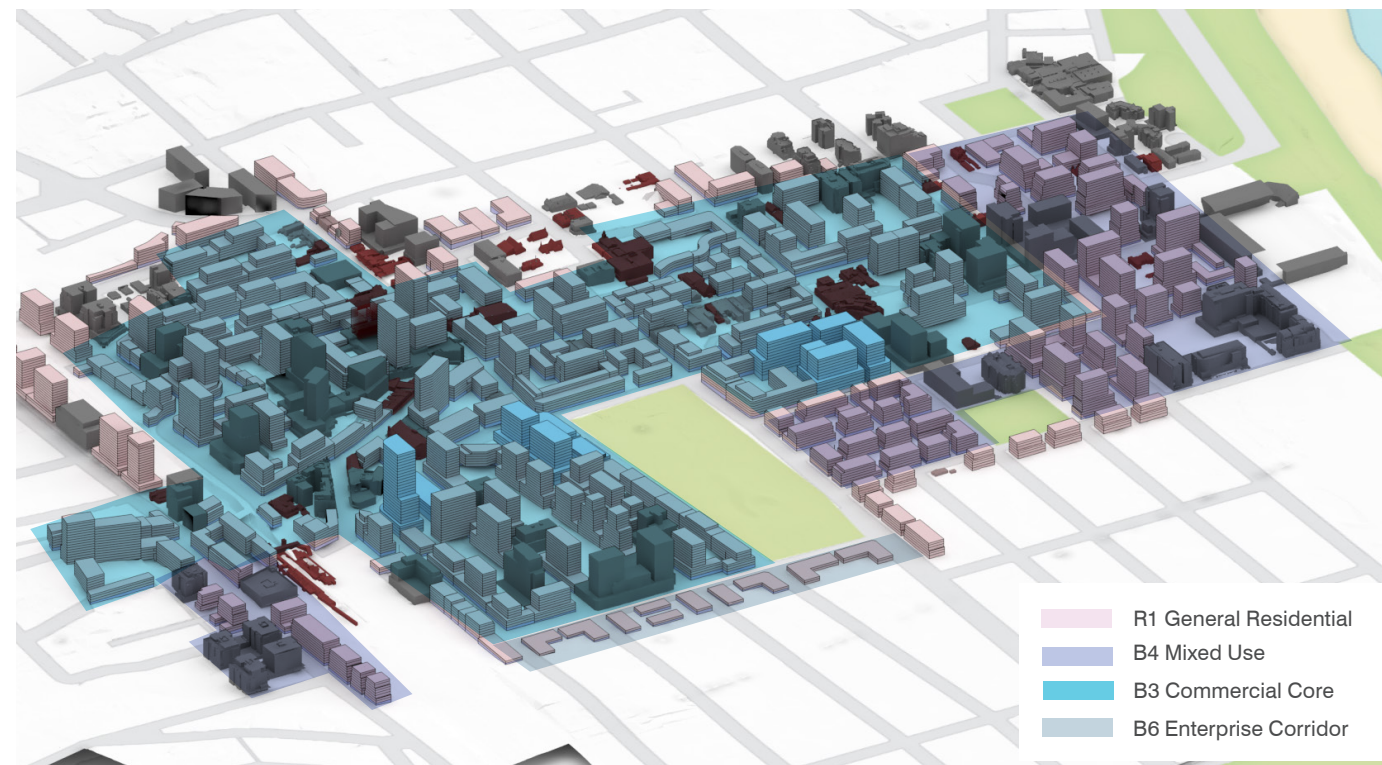 R1 General Residential
B4 Mixed Use
B3 Commercial Core
B6 Enterprise Corridor